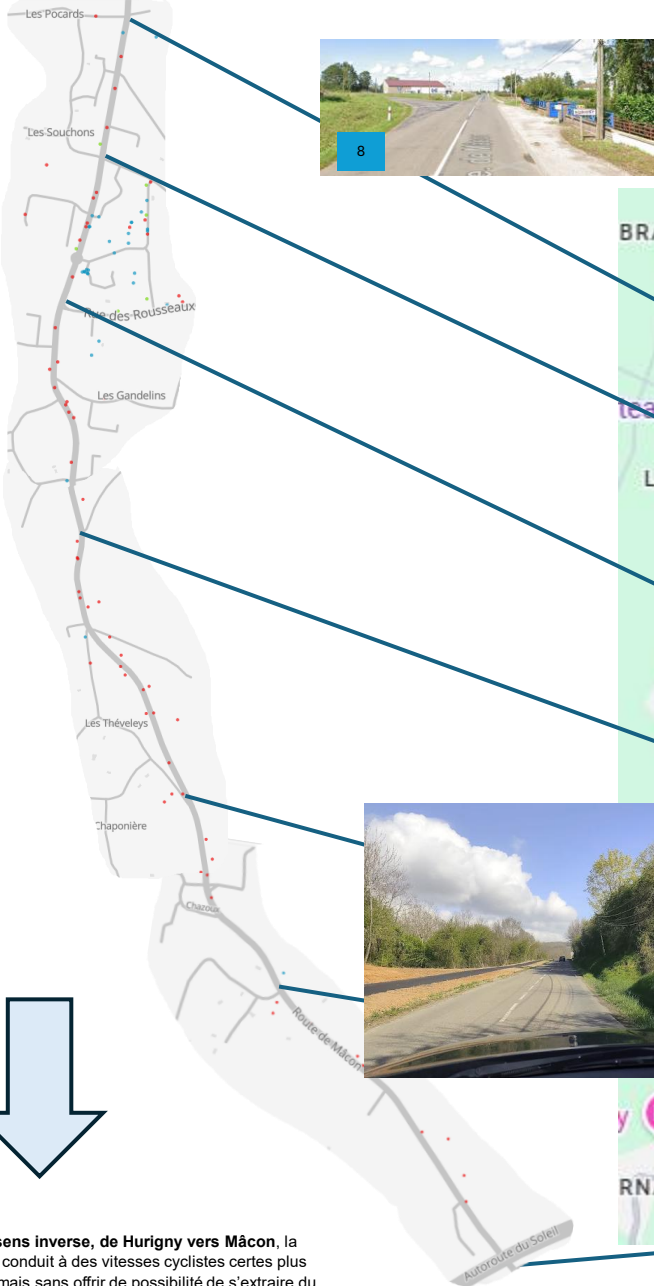 Les Pocards
8
Les Souchons
BRA
Rue des Rousseaux
Les Gandelins
tea
L
Les Théveleys
Chaponière
Chazoux
Route de Mâcon
y
RNA
Autoroute du Soleil
sens inverse, de Hurigny vers Mâcon, la
conduit à des vitesses cyclistes certes plus
mais sans offrir de possibilité de s'extraire du